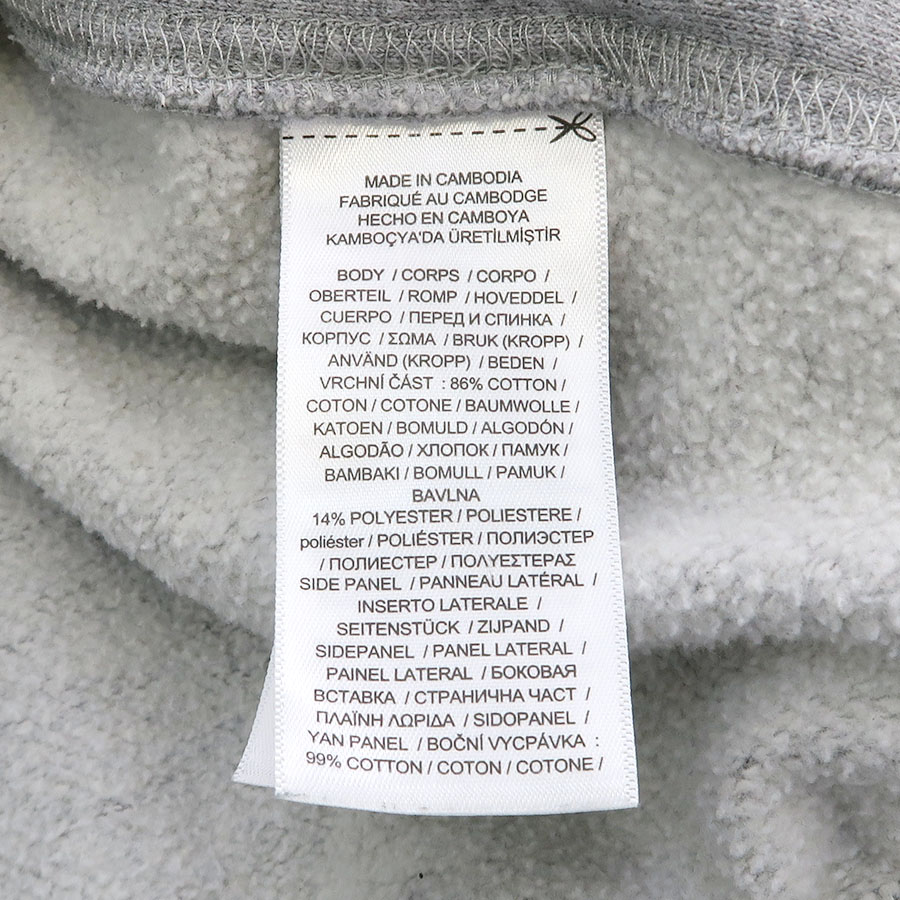 MADE IN CAMBODIA
FABRIQUÉ AU CAMBODGE
HECHO EN CAMBOYA
KAMBOÇYA'DA ÜRETİLMİŞTİR
BODY / CORPS / CORPO /
OBERTEIL / ROMP / HOVEDDEL /
CUERPO / ПЕРЕД И СПИНКА /
КОРПУС / ΣΩΜΑ / BRUK (KROPP) /
ANVÄND (KROPP) / BEDEN /
VRCHNÍ ČÁST : 86% COTTON /
COTON / COTONE / BAUMWOLLE /
KATOEN / BOMULD / ALGODÓN /
ALGODÃO / ХЛОПОК / ПАМУК /
BAMBAKI / BOMULL / PAMUK /
BAVLNA
14% POLYESTER / POLIESTERE /
poliéster / POLIÉSTER / ПОЛИЭСТЕР
/ ПОЛИЕСТЕР / ΠΟΛΥΕΣΤΕΡΑΣ
SIDE PANEL / PANNEAU LATÉRAL /
INSERTO LATERALE /
SEITENSTÜCK / ZIJPAND /
SIDEPANEL / PANEL LATERAL /
PAINEL LATERAL / БОКОВАЯ
ВСТАВКА / СТРАНИЧНА ЧАСТ /
ΠΛΑΪΝΗ ΛΩΡΙΔΑ / SIDOPANEL /
YAN PANEL / BOČNÍ VYCPÁVKA :
99% COTTON / COTON / COTONE /